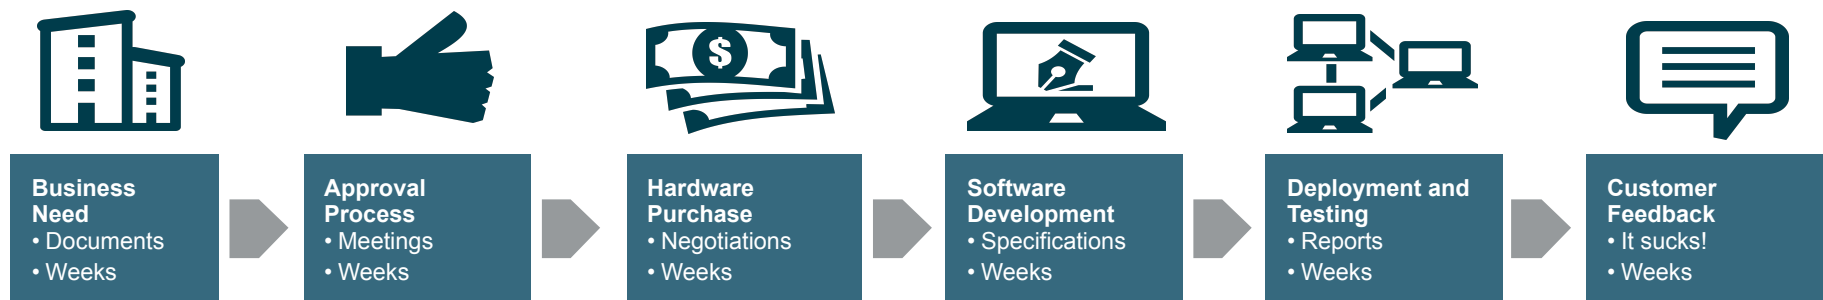 $
Business
Need
• Documents
• Weeks
Approval
Process
• Meetings
• Weeks
Hardware
Purchase
• Negotiations
• Weeks
Software
Development
• Specifications
• Weeks
Deployment and
Testing
• Reports
• Weeks
Customer
Feedback
• It sucks!
• Weeks